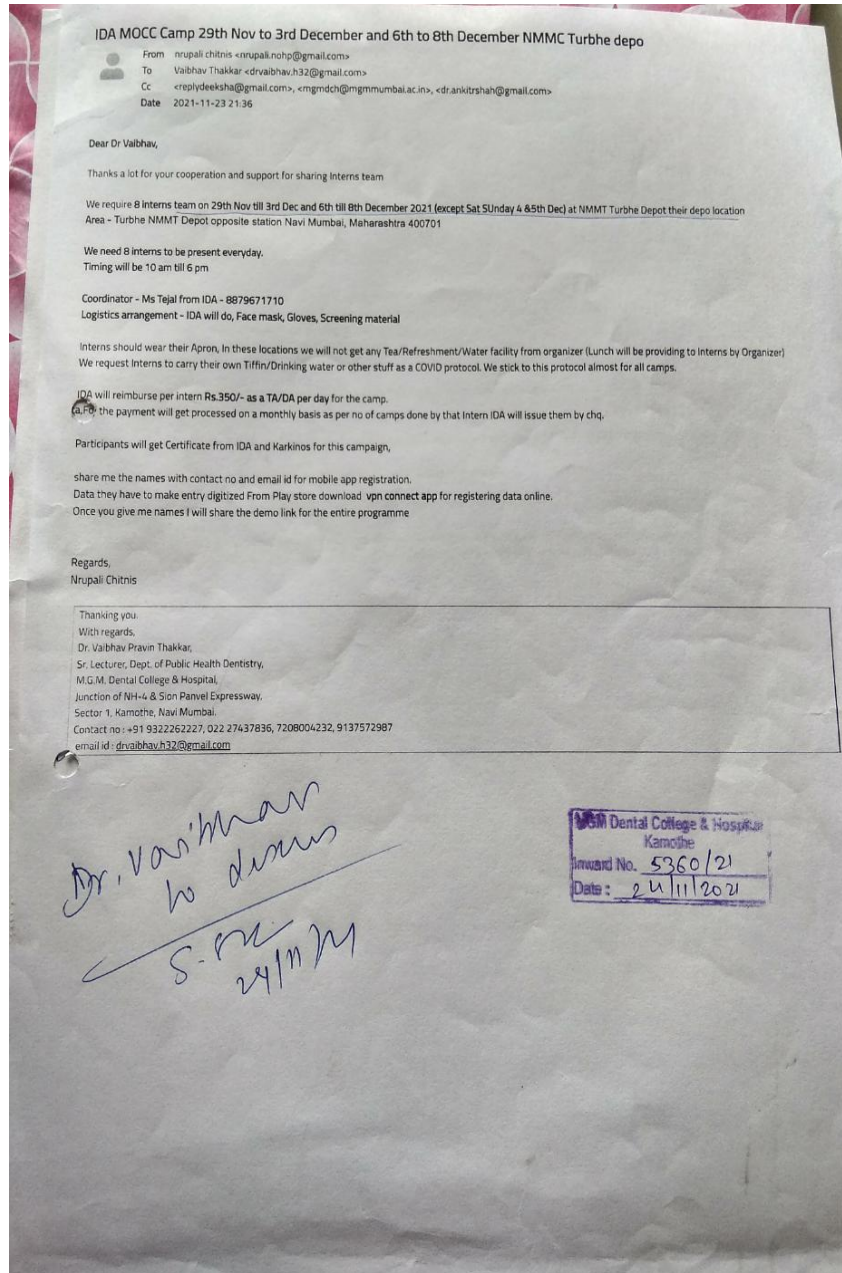 IDA MOCC Camp 29th Nov to 3rd December and 6th to 8th December NMMC Turbhe depo
From nrupali chitnis <nrupali.nohp@gmail.com>
To Vaibhav Thakkar <drvaibhav.h32@gmail.com>
Cc <replydeeksha@gmail.com>, <mgmdch@mgmmumbai.ac.in>, <dr.ankitrshah@gmail.com>
Date 2021-11-23 21:36
Dear Dr Vaibhav,
Thanks a lot for your cooperation and support for sharing Interns team
We require 8 interns team on 29th Nov till 3rd Dec and 6th till 8th December 2021 (except Sat SUnday 4 &5th Dec) at NMMT Turbhe Depot their depo location
Area - Turbhe NMMT Depot opposite station Navi Mumbai, Maharashtra 400701
We need 8 interns to be present everyday.
Timing will be 10 am till 6 pm
Coordinator - Ms Tejal from IDA - 8879671710
Logistics arrangement - IDA will do, Face mask, Gloves, Screening material
Interns should wear their Apron, In these locations we will not get any Tea/Refreshment/Water facility from organizer (Lunch will be providing to Interns by Organizer)
We request Interns to carry their own Tiffin/Drinking water or other stuff as a COVID protocol. We stick to this protocol almost for all camps.
IDA will reimburse per intern Rs.350/- as a TA/DA per day for the camp.
the payment will get processed on a monthly basis as per no of camps done by that Intern IDA will issue them by chq.
Participants will get Certificate from IDA and Karkinos for this campaign,
share me the names with contact no and email id for mobile app registration.
Data they have to make entry digitized From Play store download vpn connect app for registering data online.
Once you give me names I will share the demo link for the entire programme
Regards,
Nrupali Chitnis
Thanking you.
With regards,
Dr. Vaibhav Pravin Thakkar,
Sr. Lecturer, Dept. of Public Health Dentistry,
M.G.M. Dental College & Hospital,
Junction of NH-4 & Sion Panvel Expressway,
Sector 1, Kamothe, Navi Mumbai.
Contact no : +91 9322262227, 022 27437836, 7208004232, 9137572987
email id : drvaibhav.h32@gmail.com
Dr. Vaibhav
to discuss
24/11/21
MGM Dental College & Hospital
Kamothe
Inward No. 5360/21
Date : 24/11/2021